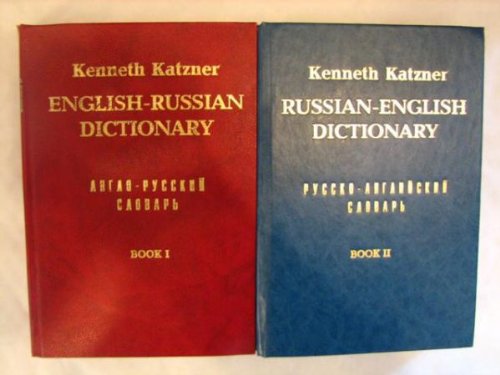 Kenneth Katzner
ENGLISH-RUSSIAN
DICTIONARY
АНГЛО-РУССКИЙ
СЛОВАРЬ
BOOK I
Kenneth Katzner
RUSSIAN-ENGLISH
DICTIONARY
РУССКО-АНГЛИЙСКИЙ
СЛОВАРЬ
BOOK II